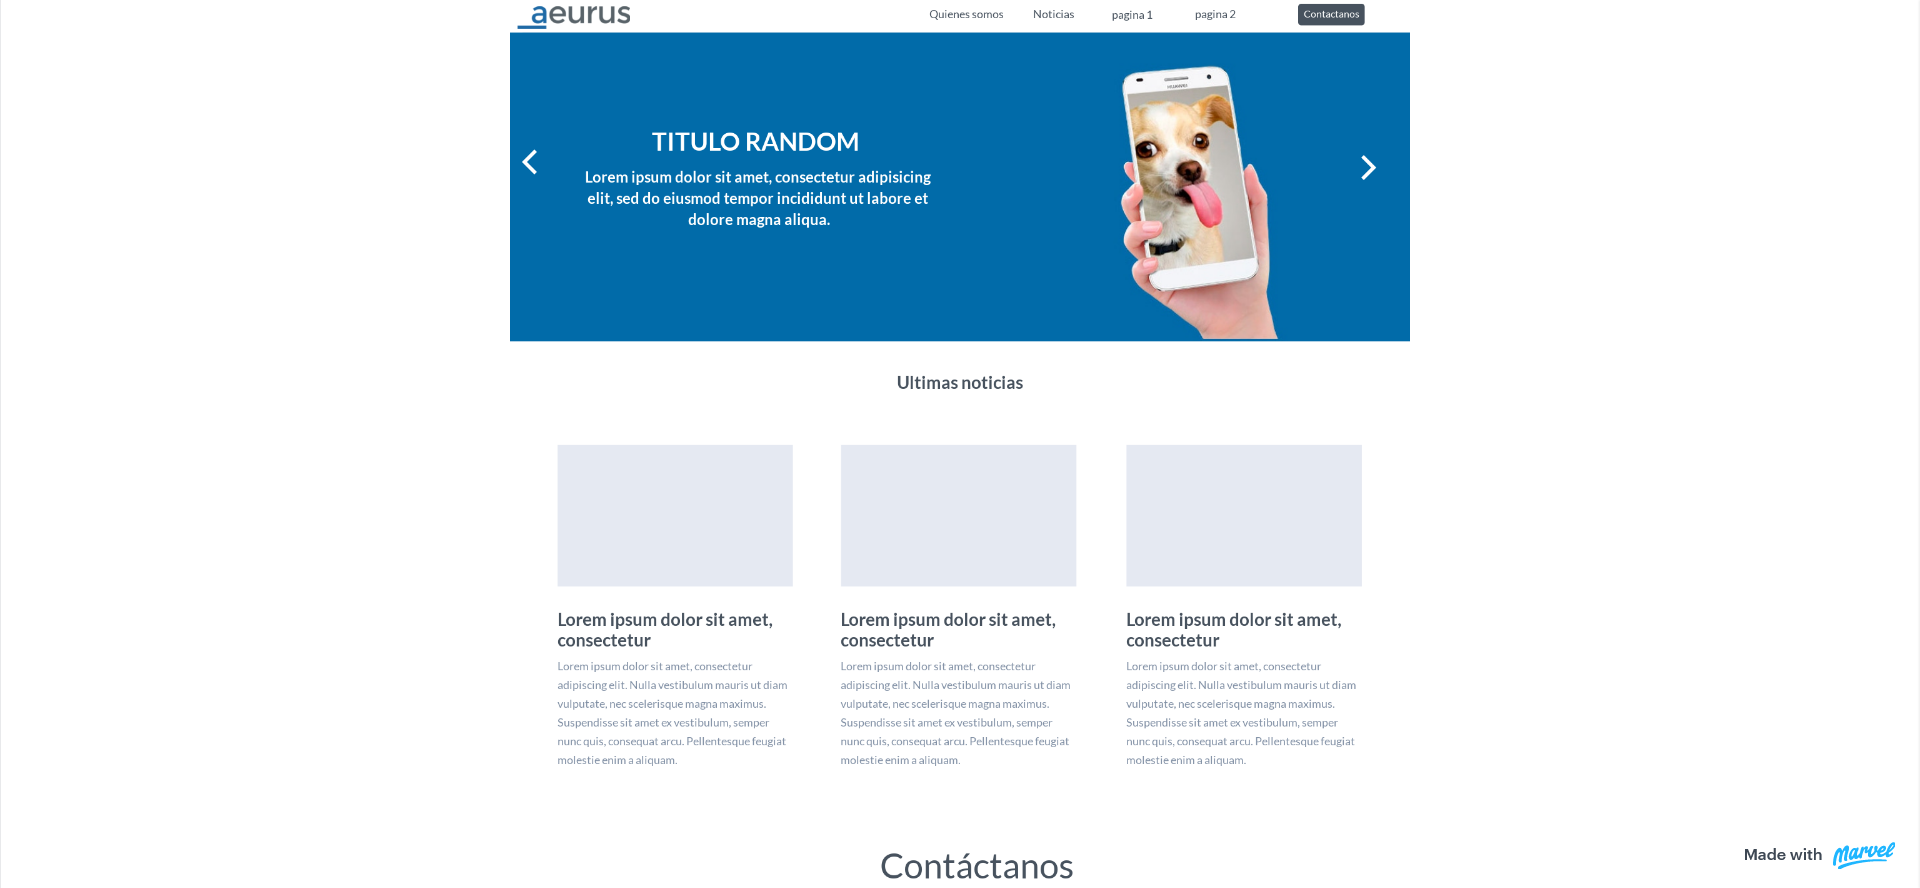 aeurus
Quienes somos
Noticias
pagina 1
pagina 2
Contactanos
TITULO RANDOM
Lorem ipsum dolor sit amet, consectetur adipisicing
elit, sed do eiusmod tempor incididunt ut labore et
dolore magna aliqua.
HUAWEI
Ultimas noticias
Lorem ipsum dolor sit amet,
consectetur
Lorem ipsum dolor sit amet, consectetur
adipiscing elit. Nulla vestibulum mauris ut diam
vulputate, nec scelerisque magna maximus.
Suspendisse sit amet ex vestibulum, semper
nunc quis, consequat arcu. Pellentesque feugiat
molestie enim a aliquam.
Lorem ipsum dolor sit amet,
consectetur
Lorem ipsum dolor sit amet, consectetur
adipiscing elit. Nulla vestibulum mauris ut diam
vulputate, nec scelerisque magna maximus.
Suspendisse sit amet ex vestibulum, semper
nunc quis, consequat arcu. Pellentesque feugiat
molestie enim a aliquam.
Lorem ipsum dolor sit amet,
consectetur
Lorem ipsum dolor sit amet, consectetur
adipiscing elit. Nulla vestibulum mauris ut diam
vulputate, nec scelerisque magna maximus.
Suspendisse sit amet ex vestibulum, semper
nunc quis, consequat arcu. Pellentesque feugiat
molestie enim a aliquam.
Contáctanos
Made with Marvel